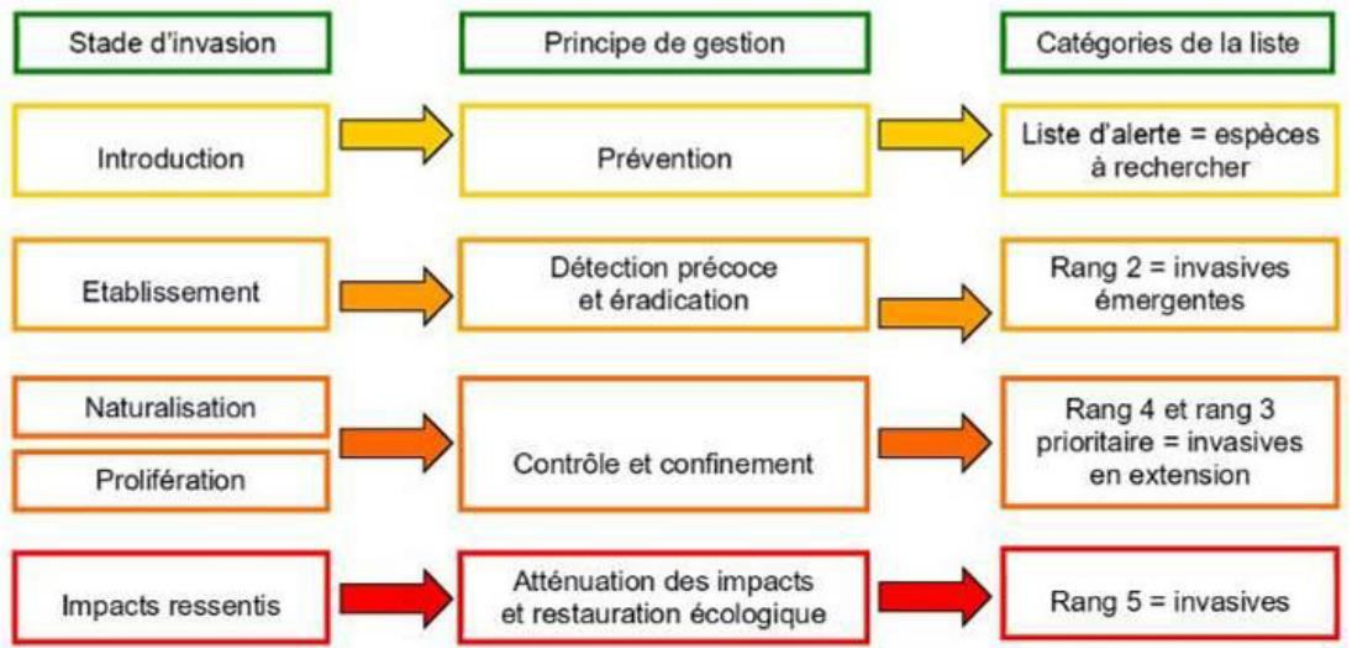 Stade d'invasion
Principe de gestion
Catégories de la liste
Introduction
Prévention
Liste d'alerte = espèces
à rechercher
Etablissement
Détection précoce
et éradication
Rang 2 = invasives
émergentes
Naturalisation
Prolifération
Contrôle et confinement
Rang 4 et rang 3
prioritaire = invasives
en extension
Impacts ressentis
Atténuation des impacts
et restauration écologique
Rang 5 = invasives